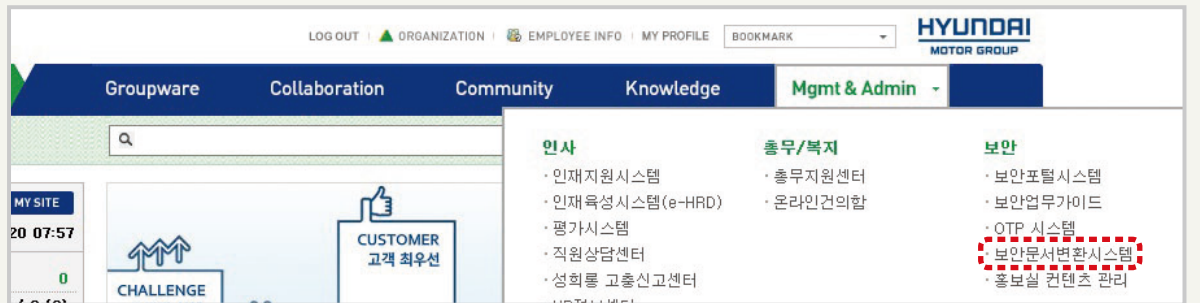 LOG OUT ORGANIZATION EMPLOYEE INFO MY PROFILE BOOKMARK HYUNDAI
MOTOR GROUP
Groupware Collaboration Community Knowledge Mgmt & Admin
인사 총무/복지 보안
· 인재지원시스템 · 총무지원센터 · 보안포털시스템
MY SITE · 인재육성시스템(e-HRD) · 온라인건의함 · 보안업무가이드
20 07:57 · 평가시스템 · OTP 시스템
CUSTOMER
고객 최우선 · 직원상담센터 · 보안문서변환시스템
0 · 성희롱 고충신고센터 · 홍보실 컨텐츠 관리
CHALLENGE